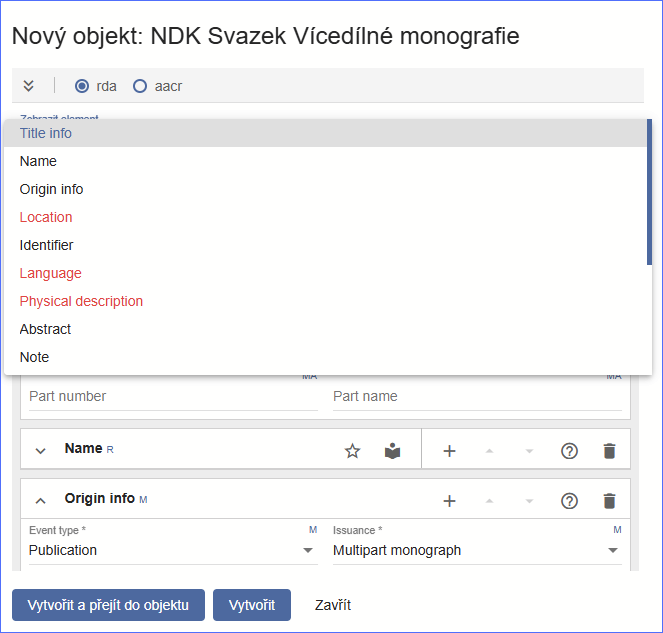 Nový objekt: NDK Svazek Vícedílné monografie
rda aacr
Zobrazit element
Title info
Name
Origin info
Location
Identifier
Language
Physical description
Abstract
Note
MA MA
Part number Part name
Name R
Origin info M
Event type * M Issuance * M
Publication Multipart monograph
Vytvořit a přejít do objektu Vytvořit Zavřít